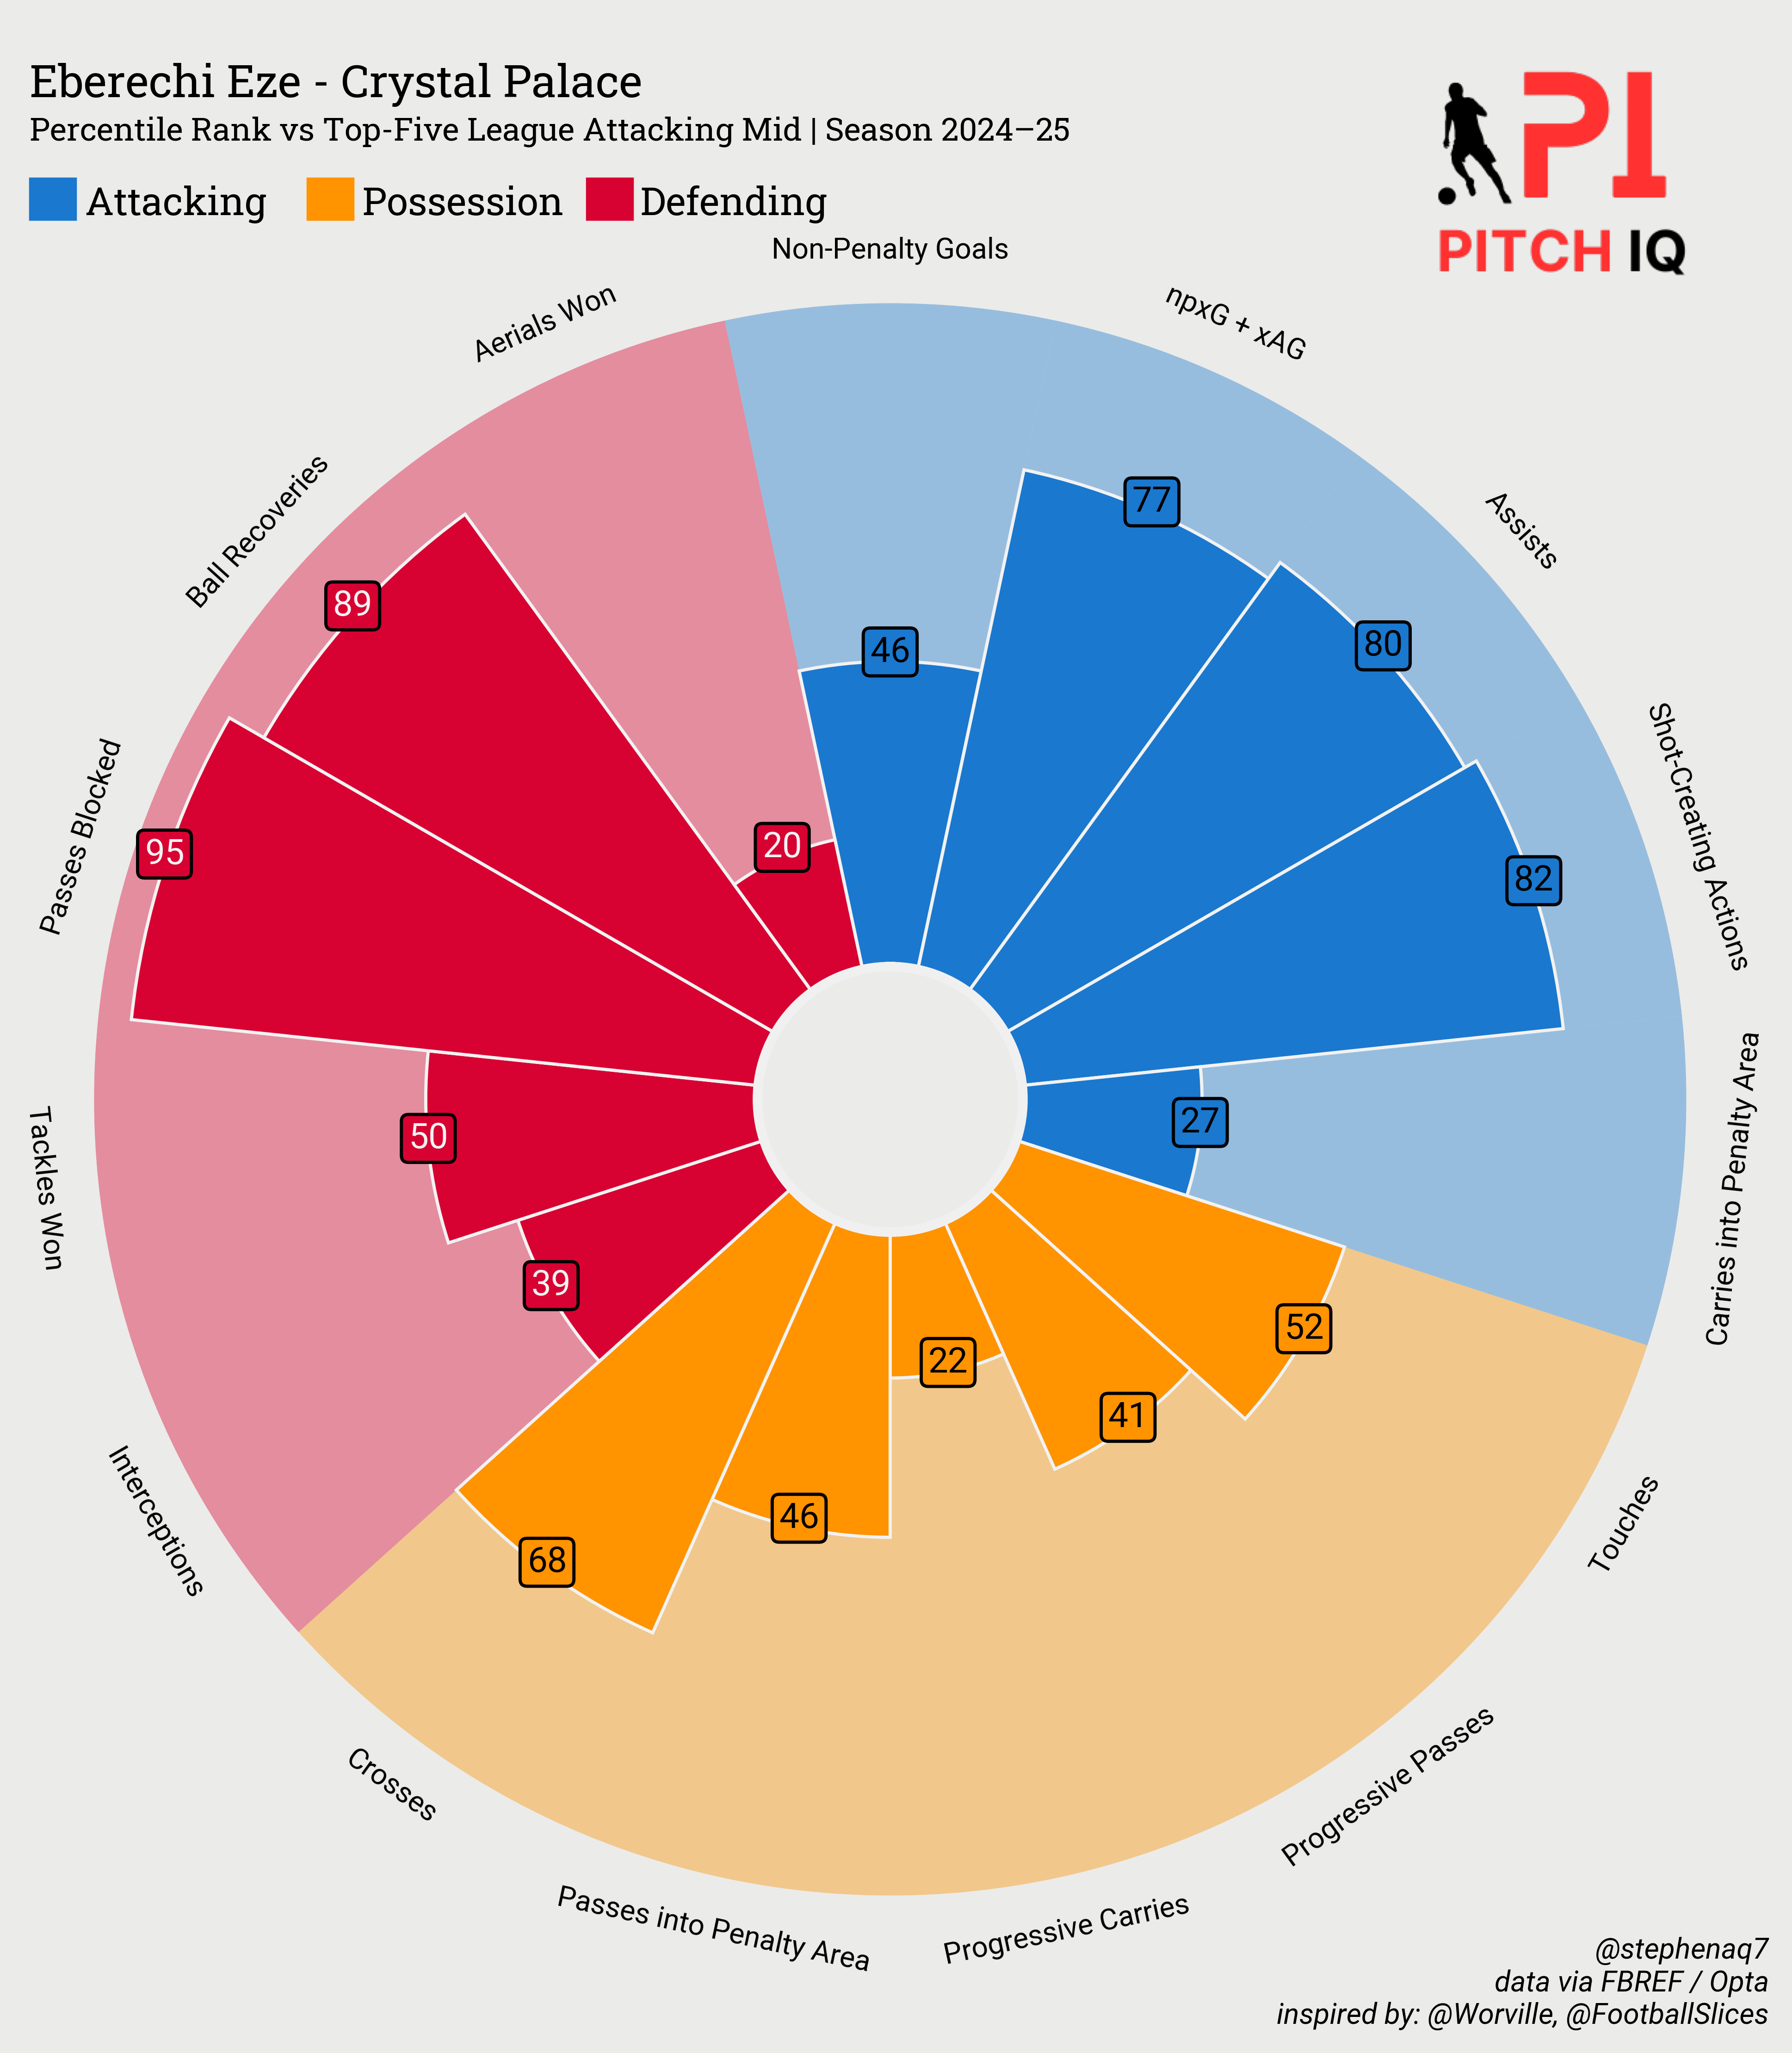 Eberechi Eze - Crystal Palace
Percentile Rank vs Top-Five League Attacking Mid | Season 2024–25
Attacking
Possession
Defending
PI
PITCH IQ
Non-Penalty Goals
npxG + xAG
Assists
Shot-Creating Actions
Carries into Penalty Area
Touches
Progressive Passes
Progressive Carries
Passes into Penalty Area
Crosses
Interceptions
Tackles Won
Passes Blocked
Ball Recoveries
Aerials Won
46
77
80
82
27
52
41
22
46
68
39
50
95
89
20
@stephenaq7
data via FBREF / Opta
inspired by: @Worville, @FootballSlices